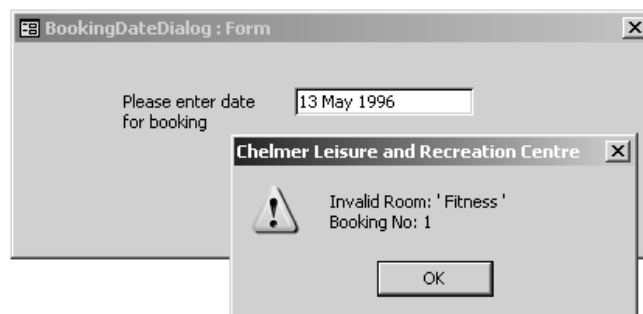 BookingDateDialog : Form
Please enter date
for booking
13 May 1996
Chelmer Leisure and Recreation Centre
Invalid Room: ' Fitness '
Booking No: 1
OK